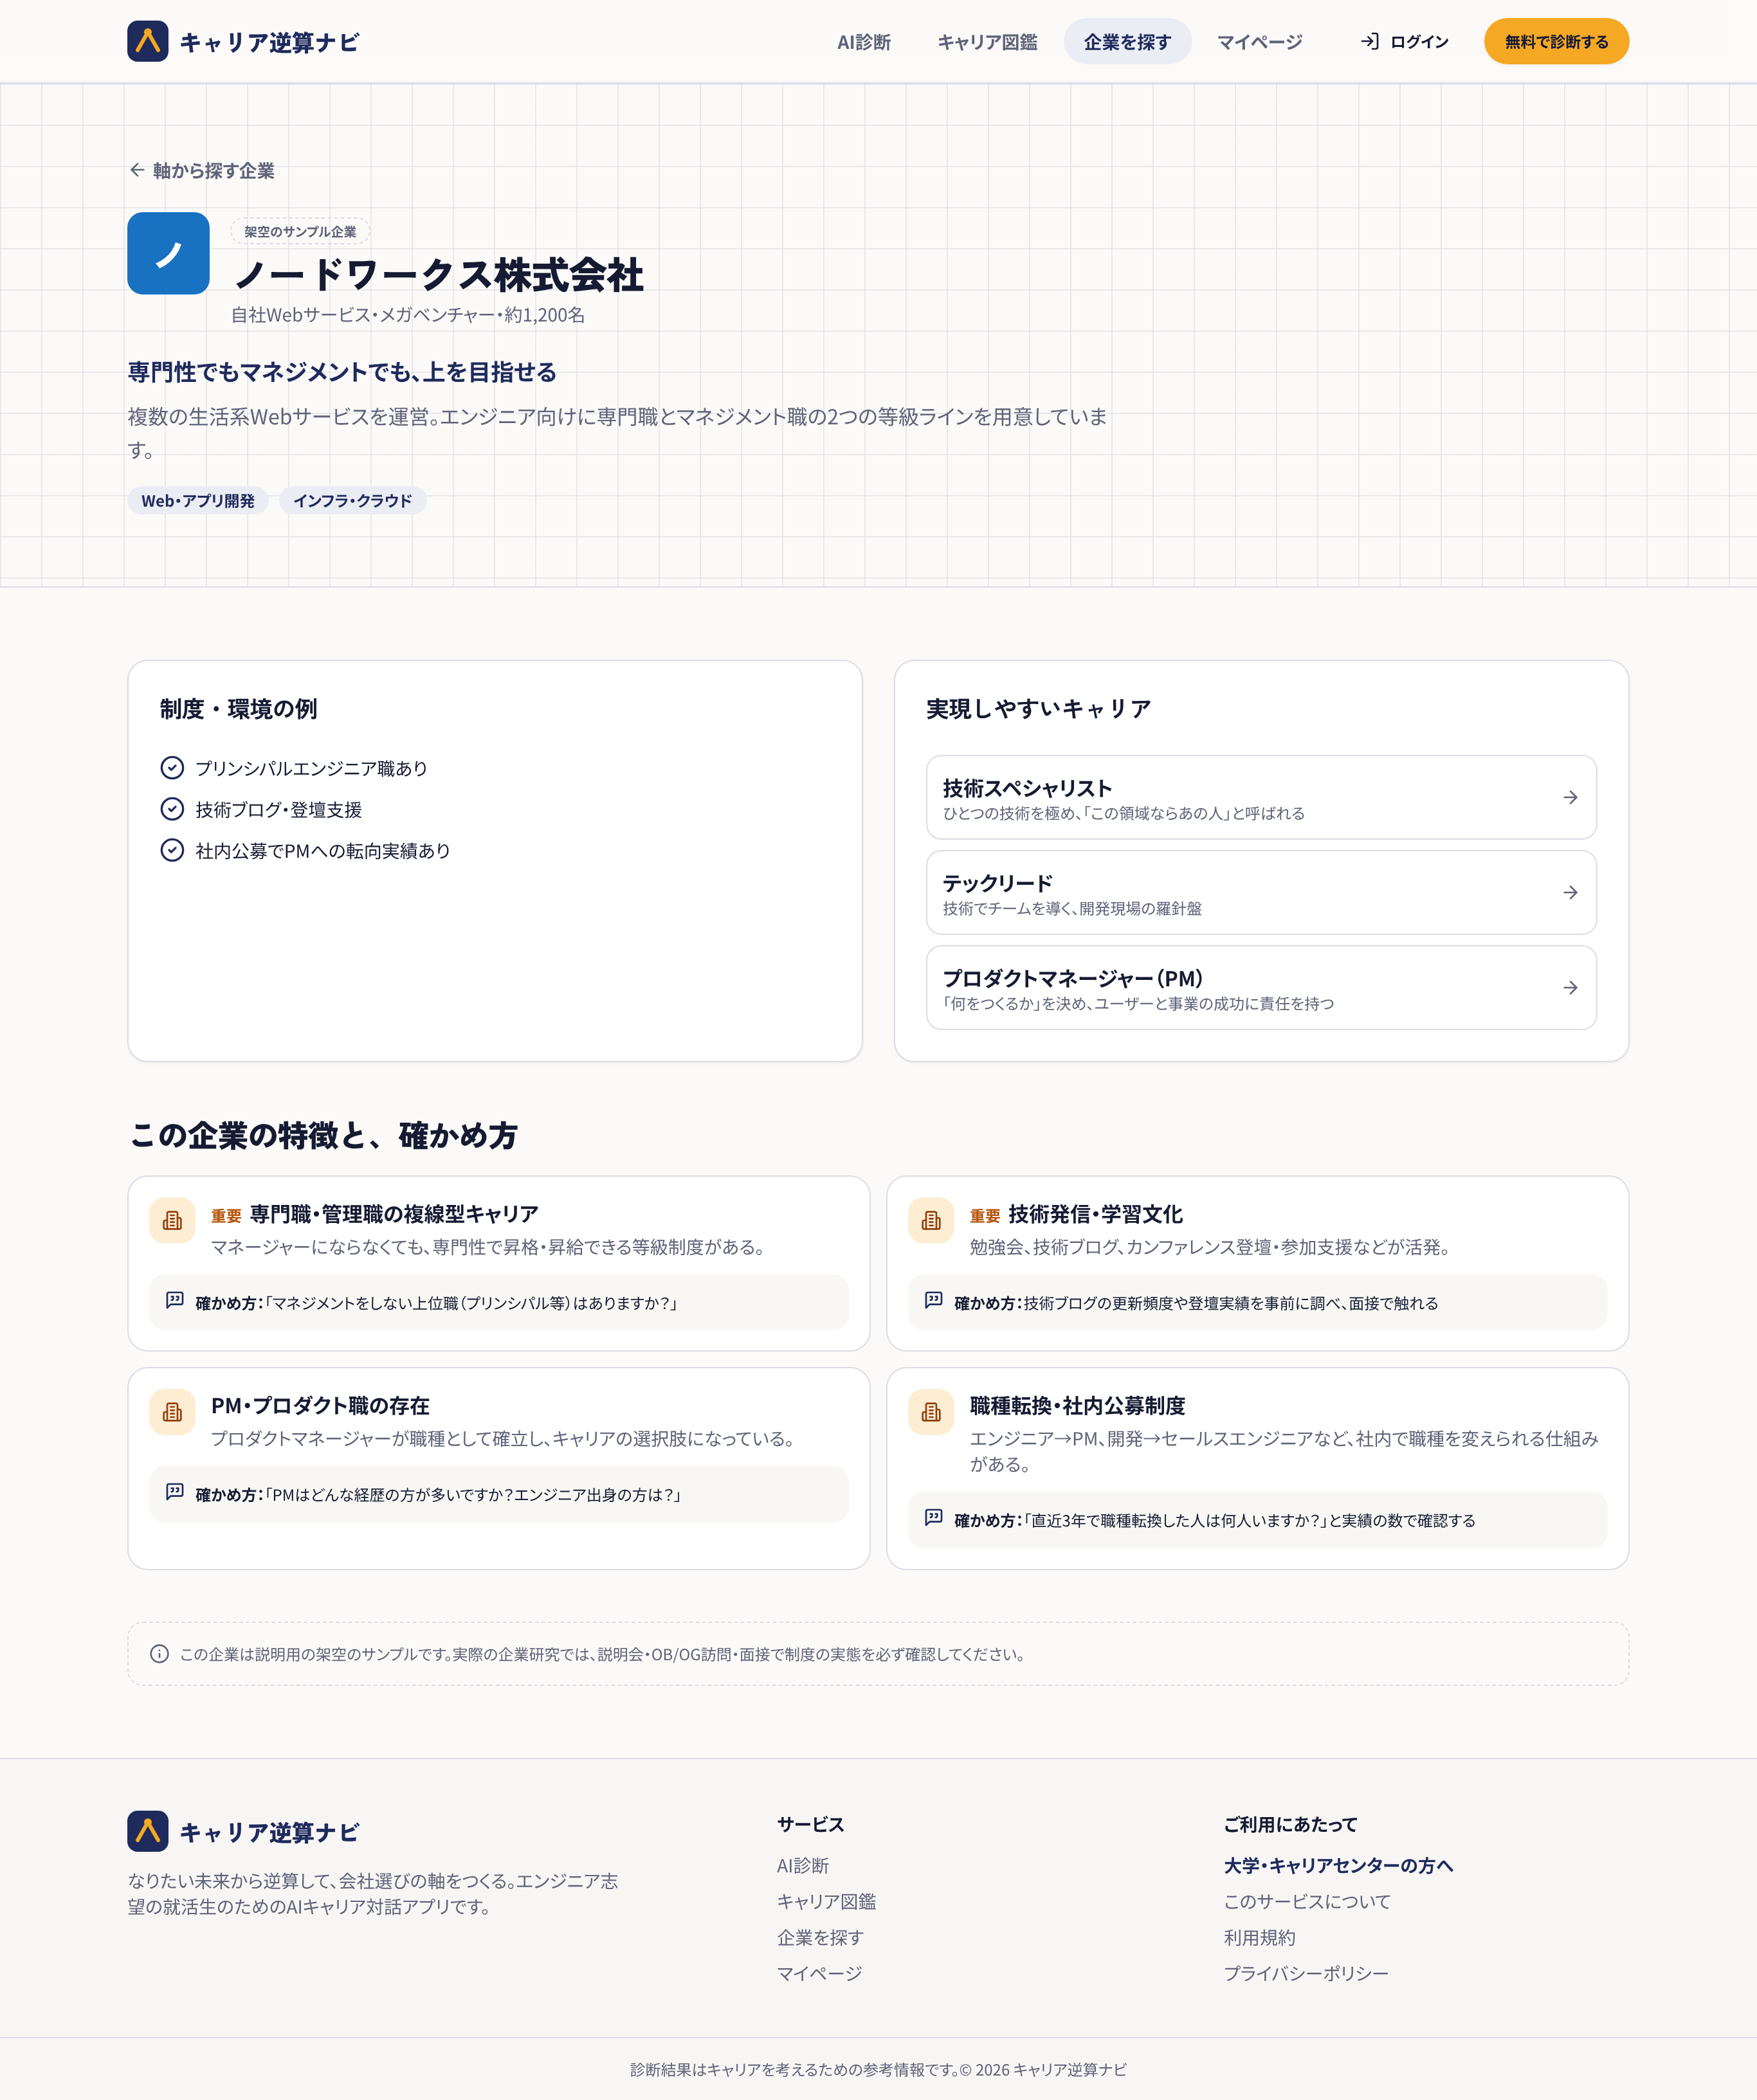 キャリア逆算ナビ
AI診断
キャリア図鑑
企業を探す
マイページ
ログイン
無料で診断する
軸から探す企業
ノ
架空のサンプル企業
ノードワークス株式会社
自社Webサービス・メガベンチャー・約1,200名
専門性でもマネジメントでも、上を目指せる
複数の生活系Webサービスを運営。エンジニア向けに専門職とマネジメント職の2つの等級ラインを用意していま
す。
Web・アプリ開発
インフラ・クラウド
制度・環境の例
プリンシパルエンジニア職あり
技術ブログ・登壇支援
社内公募でPMへの転向実績あり
実現しやすいキャリア
技術スペシャリスト
ひとつの技術を極め、「この領域ならあの人」と呼ばれる
テックリード
技術でチームを導く、開発現場の羅針盤
プロダクトマネージャー（PM）
「何をつくるか」を決め、ユーザーと事業の成功に責任を持つ
この企業の特徴と、確かめ方
重要 専門職・管理職の複線型キャリア
マネージャーにならなくても、専門性で昇格・昇給できる等級制度がある。
確かめ方：「マネジメントをしない上位職（プリンシパル等）はありますか？」
重要 技術発信・学習文化
勉強会、技術ブログ、カンファレンス登壇・参加支援などが活発。
確かめ方：技術ブログの更新頻度や登壇実績を事前に調べ、面接で触れる
PM・プロダクト職の存在
プロダクトマネージャーが職種として確立し、キャリアの選択肢になっている。
確かめ方：「PMはどんな経歴の方が多いですか？エンジニア出身の方は？」
職種転換・社内公募制度
エンジニア→PM、開発→セールスエンジニアなど、社内で職種を変えられる仕組み
がある。
確かめ方：「直近3年で職種転換した人は何人いますか？」と実績の数で確認する
この企業は説明用の架空のサンプルです。実際の企業研究では、説明会・OB/OG訪問・面接で制度の実態を必ず確認してください。
キャリア逆算ナビ
なりたい未来から逆算して、会社選びの軸をつくる。エンジニア志
望の就活生のためのAIキャリア対話アプリです。
サービス
AI診断
キャリア図鑑
企業を探す
マイページ
ご利用にあたって
大学・キャリアセンターの方へ
このサービスについて
利用規約
プライバシーポリシー
診断結果はキャリアを考えるための参考情報です。© 2026 キャリア逆算ナビ